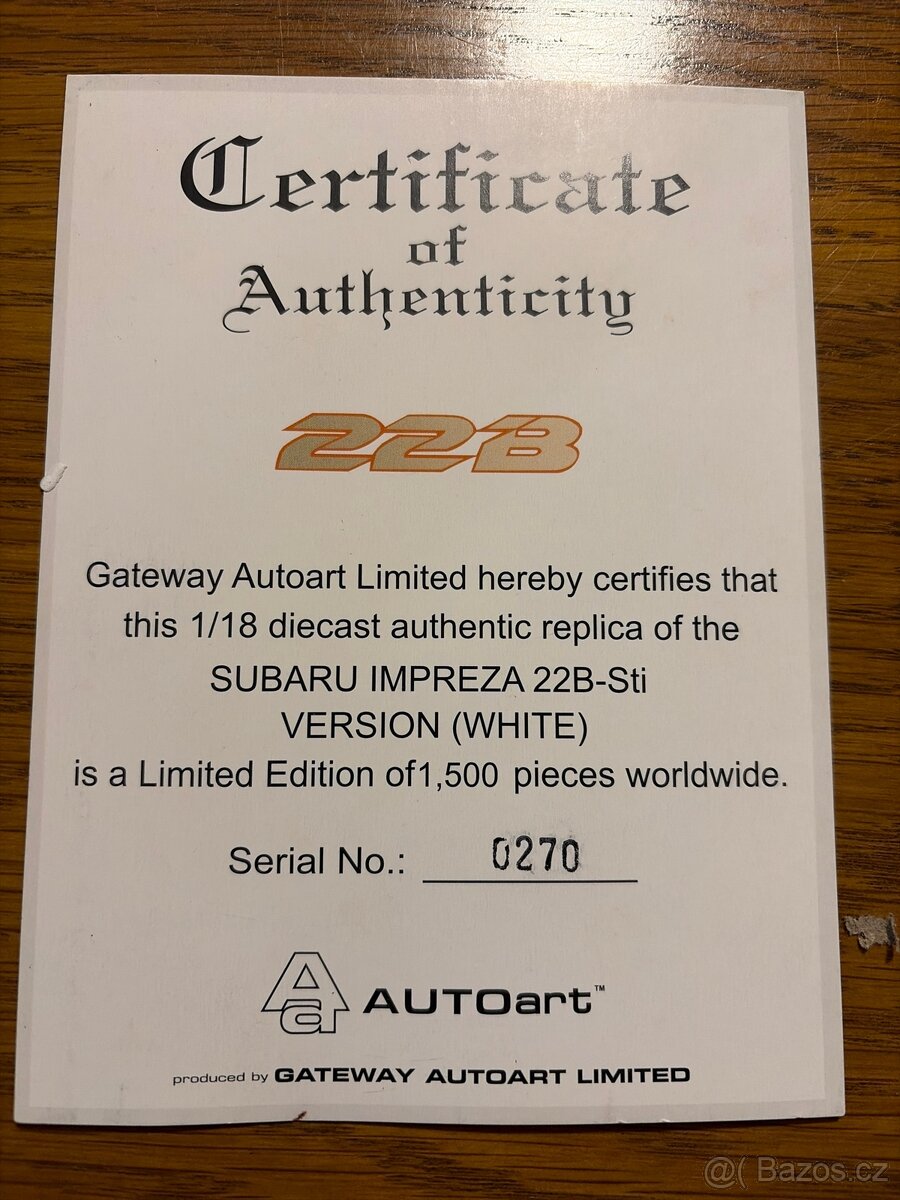 Certificate
of
Authenticity
22B
Gateway Autoart Limited hereby certifies that
this 1/18 diecast authentic replica of the
SUBARU IMPREZA 22B-Sti
VERSION (WHITE)
is a Limited Edition of1,500 pieces worldwide.
Serial No.: 0270
Aa AUTOart™
produced by GATEWAY AUTOART LIMITED
@( Bazos.cz